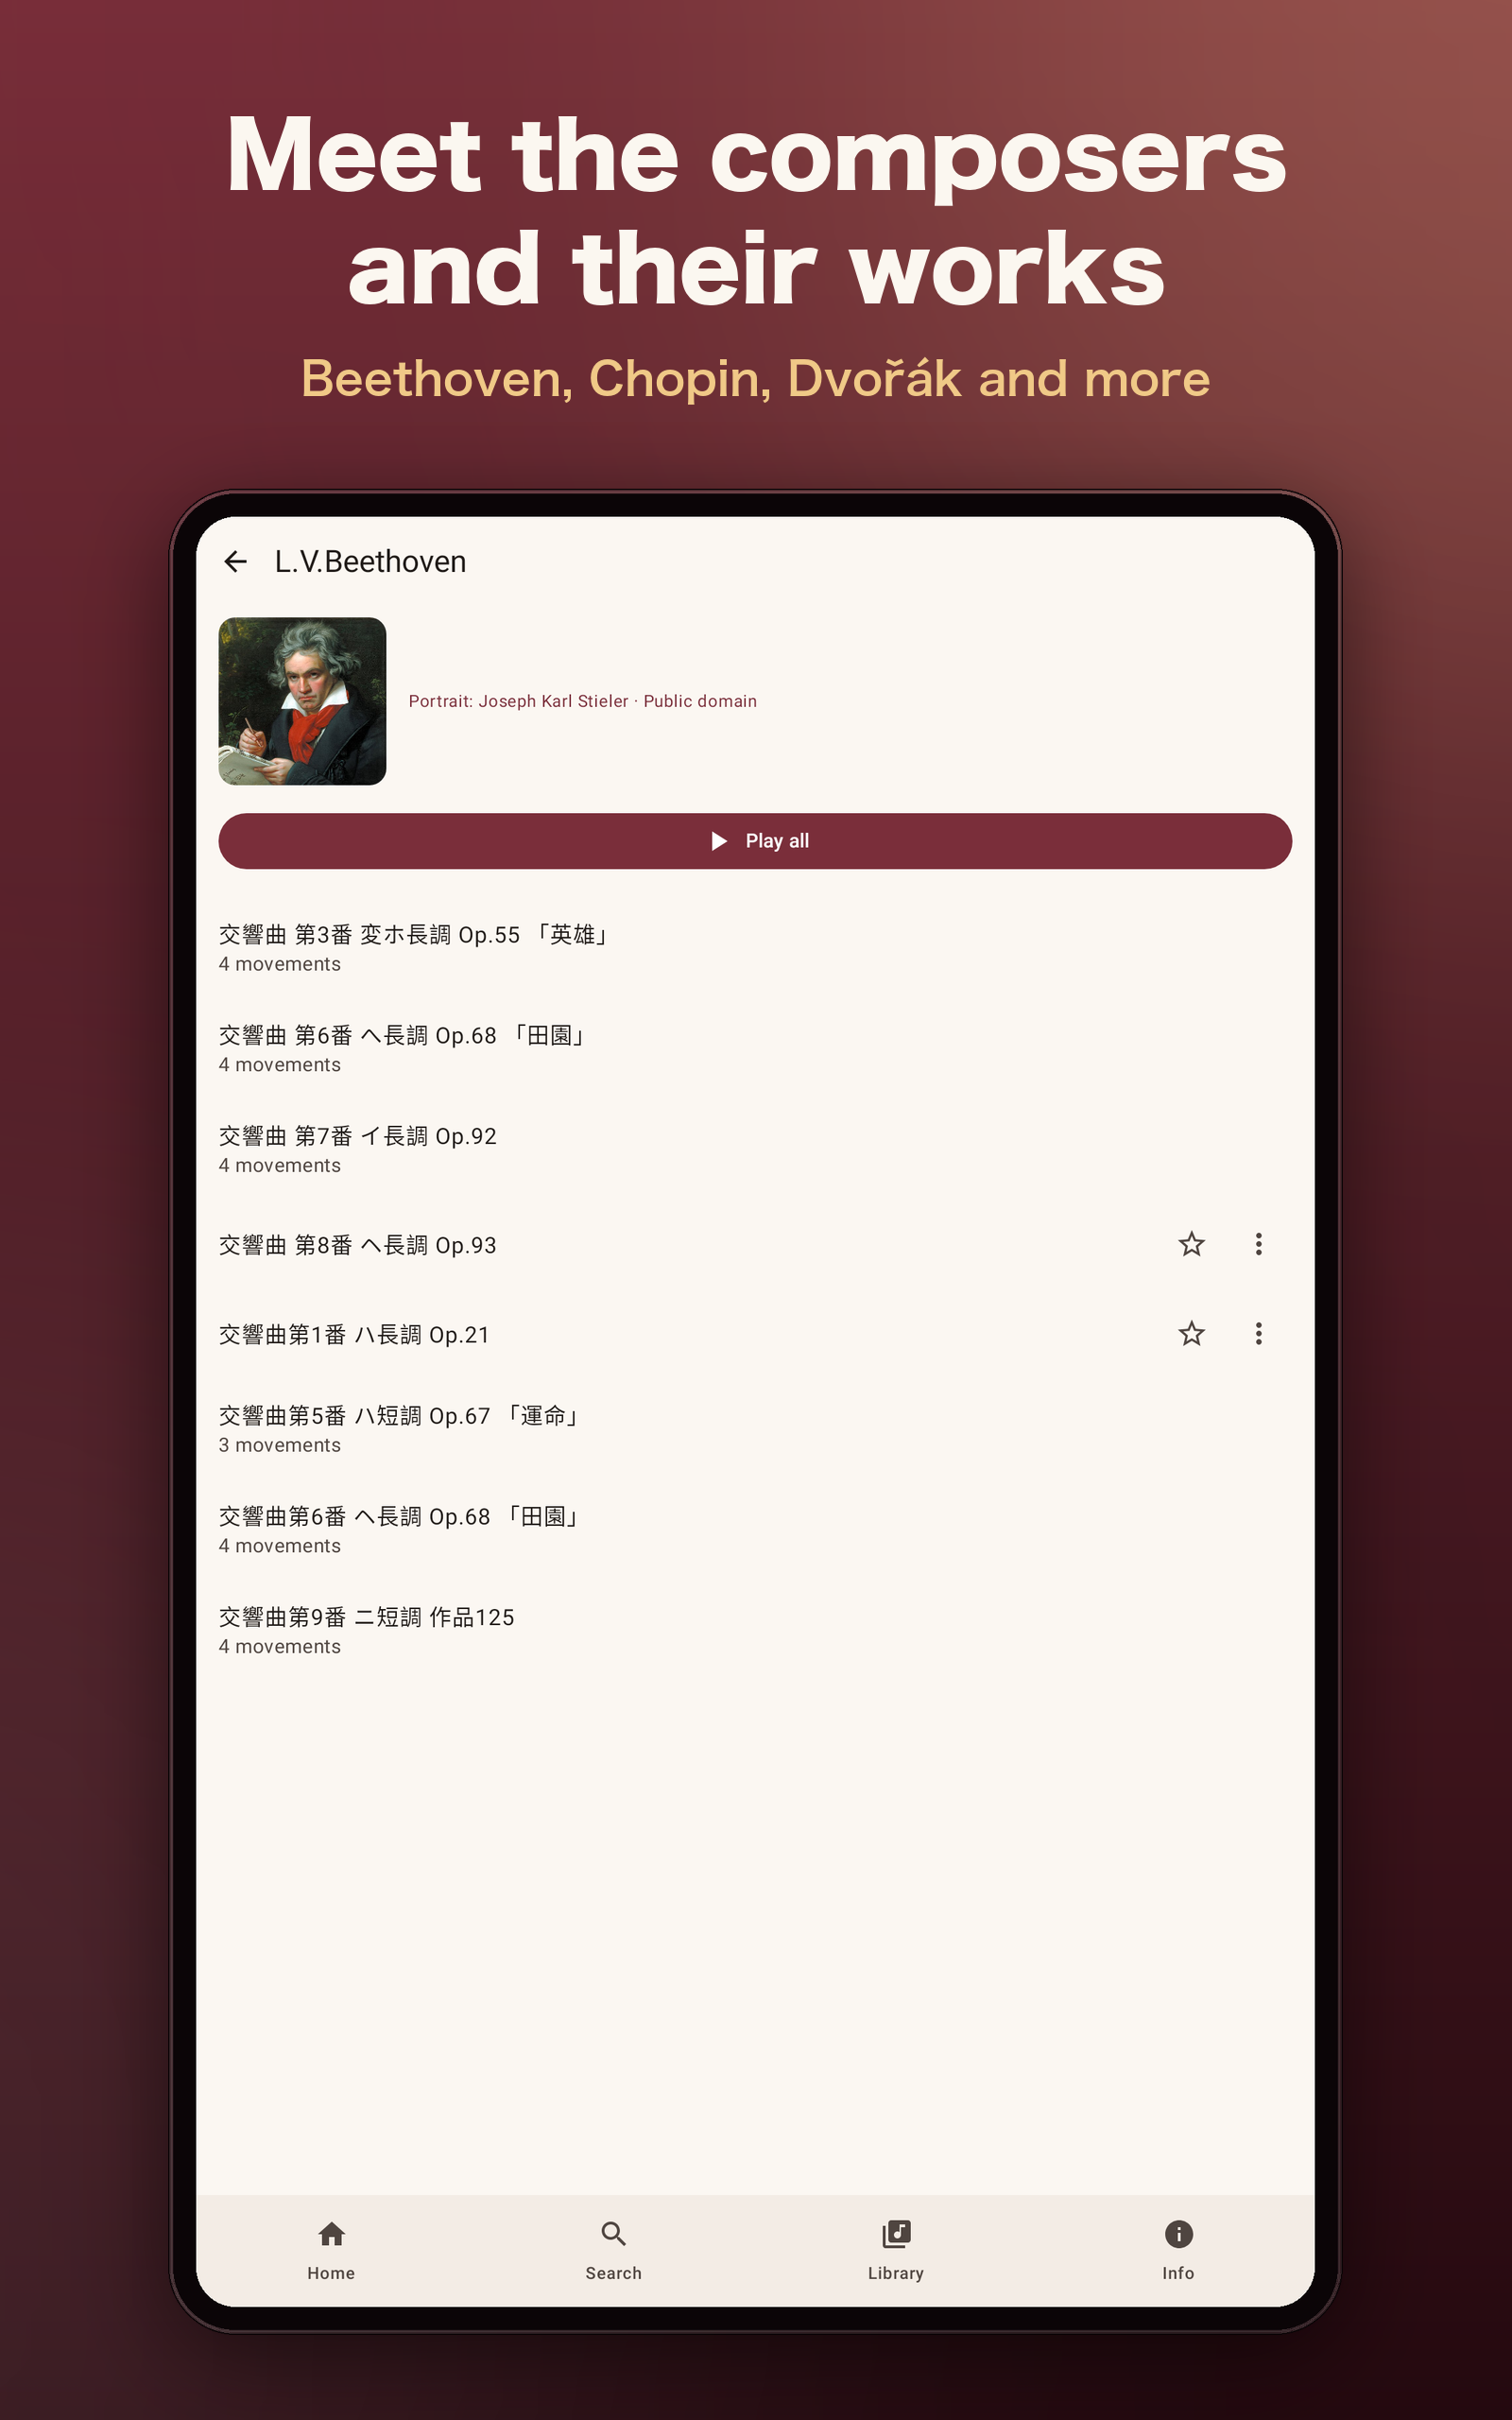 Meet the composers
and their works
Beethoven, Chopin, Dvořák and more
L.V.Beethoven
Portrait: Joseph Karl Stieler · Public domain
Play all
交響曲 第3番 変ホ長調 Op.55 「英雄」
4 movements
交響曲 第6番 ヘ長調 Op.68 「田園」
4 movements
交響曲 第7番 イ長調 Op.92
4 movements
交響曲 第8番 ヘ長調 Op.93
交響曲第1番 ハ長調 Op.21
交響曲第5番 ハ短調 Op.67 「運命」
3 movements
交響曲第6番 ヘ長調 Op.68 「田園」
4 movements
交響曲第9番 ニ短調 作品125
4 movements
Home Search Library Info